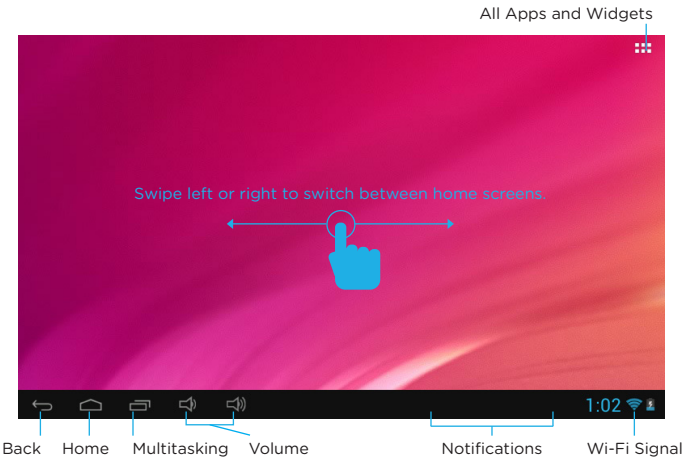 All Apps and Widgets
Swipe left or right to switch between home screens.
1:02
Back Home Multitasking Volume Notifications Wi-Fi Signal